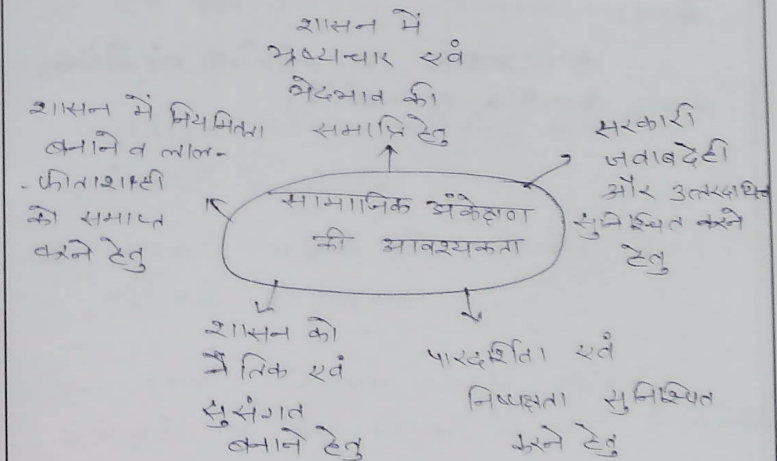 शासन में
भ्रष्टाचार एवं
भेदभाव की
समाप्ति हेतु
शासन में नियमितता
बनाने व लाल-
-फीताशाही
को समाप्त
करने हेतु
सरकारी
जवाबदेही
और उत्तरदायित्व
सुनिश्चित करने
हेतु
सामाजिक अंकेक्षण
की आवश्यकता
शासन को
नैतिक एवं
सुसंगत
बनाने हेतु
पारदर्शिता एवं
निष्पक्षता सुनिश्चित
करने हेतु